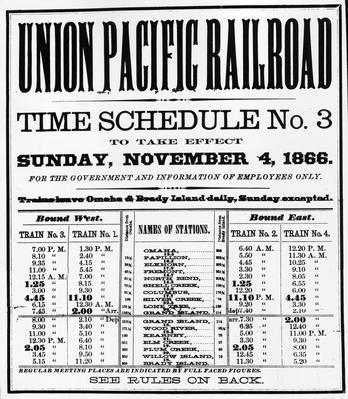 UNION PACIFIC RAILROAD
TIME SCHEDULE No. 3
TO TAKE EFFECT
SUNDAY, NOVEMBER 4, 1866.
FOR THE GOVERNMENT AND INFORMATION OF EMPLOYEES ONLY.
Trains leave Omaha & Brady Island daily, Sunday excepted.
Bound West. NAMES OF STATIONS. Bound East.
TRAIN No. 3. TRAIN No. 1. TRAIN No. 2. TRAIN No. 4.
7.00 P. M. 1.30 P. M. OMAHA, 6.40 A. M. 12.20 P. M.
8.10 2.40 PAPILLON, 5.50 11.30 A. M.
9.35 4.15 ELKHORN, 4.45 10.25
11.00 5.45 FREMONT, 3.30 9.10
12.15 A. M. 7.00 NORTH BEND, 2.30 8.05
1.25 8.15 SHELL CREEK, 1.25 6.55
3.00 9.30 COLUMBUS, 12.20 6.00
4.45 11.10 SILVER CREEK, 11.10 P. M. 4.45
6.15 12.30 A. M. LONE TREE, 9.20 3.30
7.45 2.00 Arr. GRAND ISLAND, dep 7.40 2.10
8.00 2.10 Dep GRAND ISLAND, arr. 7.30 2.00
9.30 3.40 WOOD RIVER, 6.25 12.40
11.00 5.10 KEARNEY, 5.00 11.00 P. M.
12.30 P. M. 6.40 ELM CREEK, 3.30 9.30
2.05 8.10 PLUM CREEK, 2.05 8.10
3.45 9.50 WILLOW ISLAND, 12.45 6.35
5.15 11.20 BRADY ISLAND. 11.30 5.20
REGULAR MEETING PLACES ARE INDICATED BY FULL FACED FIGURES.
SEE RULES ON BACK.